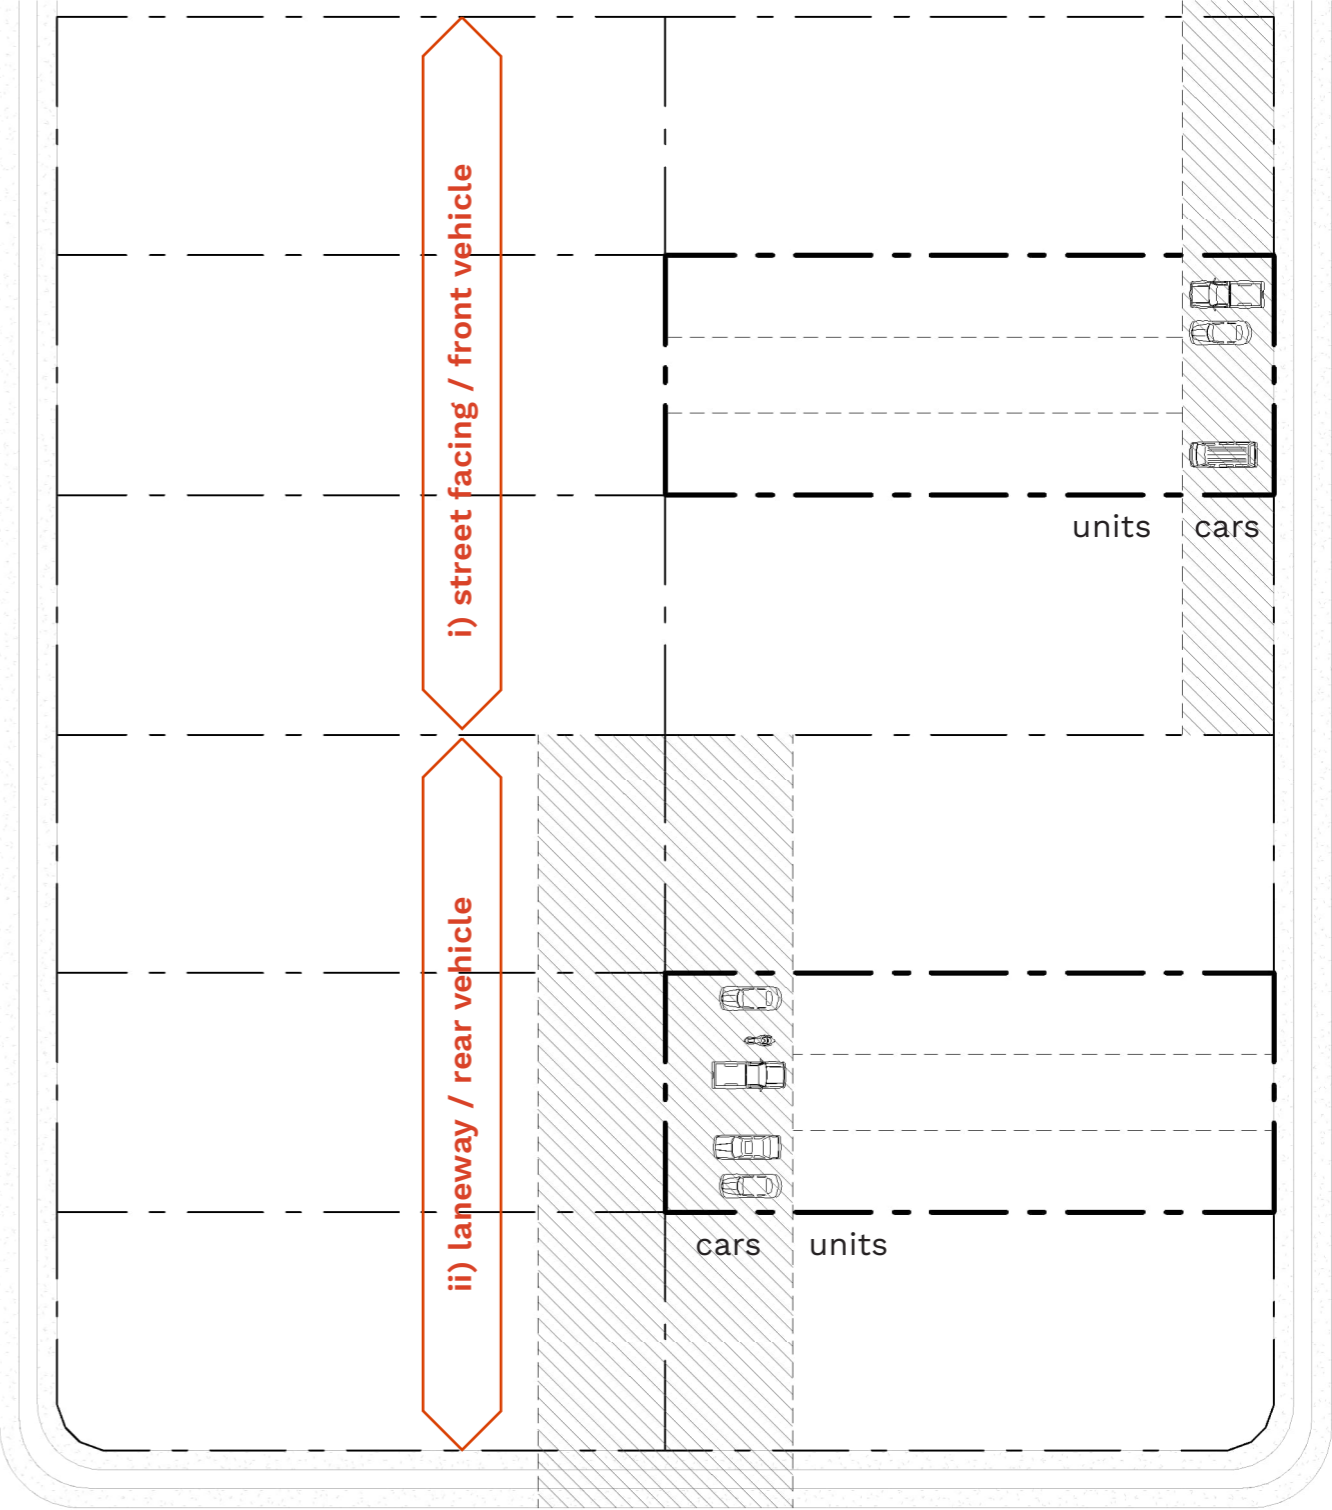 i) street facing / front vehicle
units
cars
ii) laneway / rear vehicle
cars
units